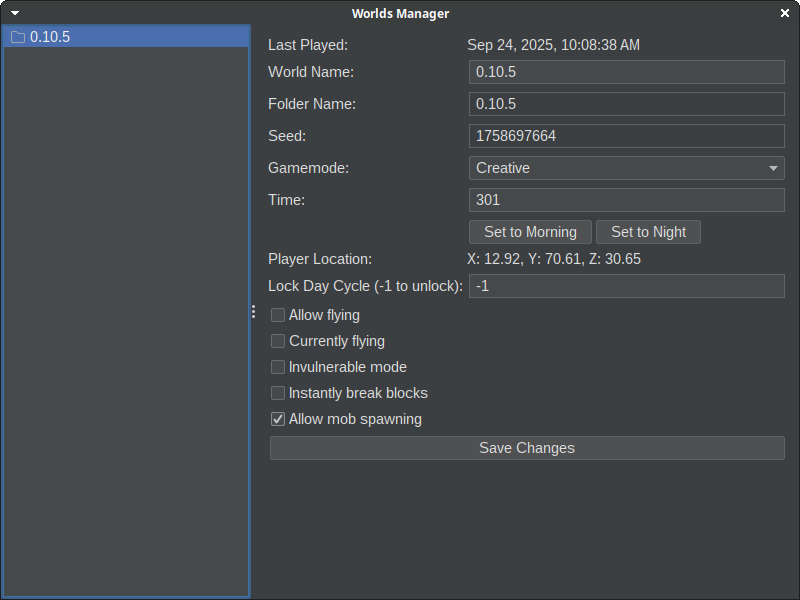 Worlds Manager
0.10.5
Last Played: Sep 24, 2025, 10:08:38 AM
World Name: 0.10.5
Folder Name: 0.10.5
Seed: 1758697664
Gamemode: Creative
Time: 301
Set to Morning Set to Night
Player Location: X: 12.92, Y: 70.61, Z: 30.65
Lock Day Cycle (-1 to unlock): -1
Allow flying
Currently flying
Invulnerable mode
Instantly break blocks
Allow mob spawning
Save Changes